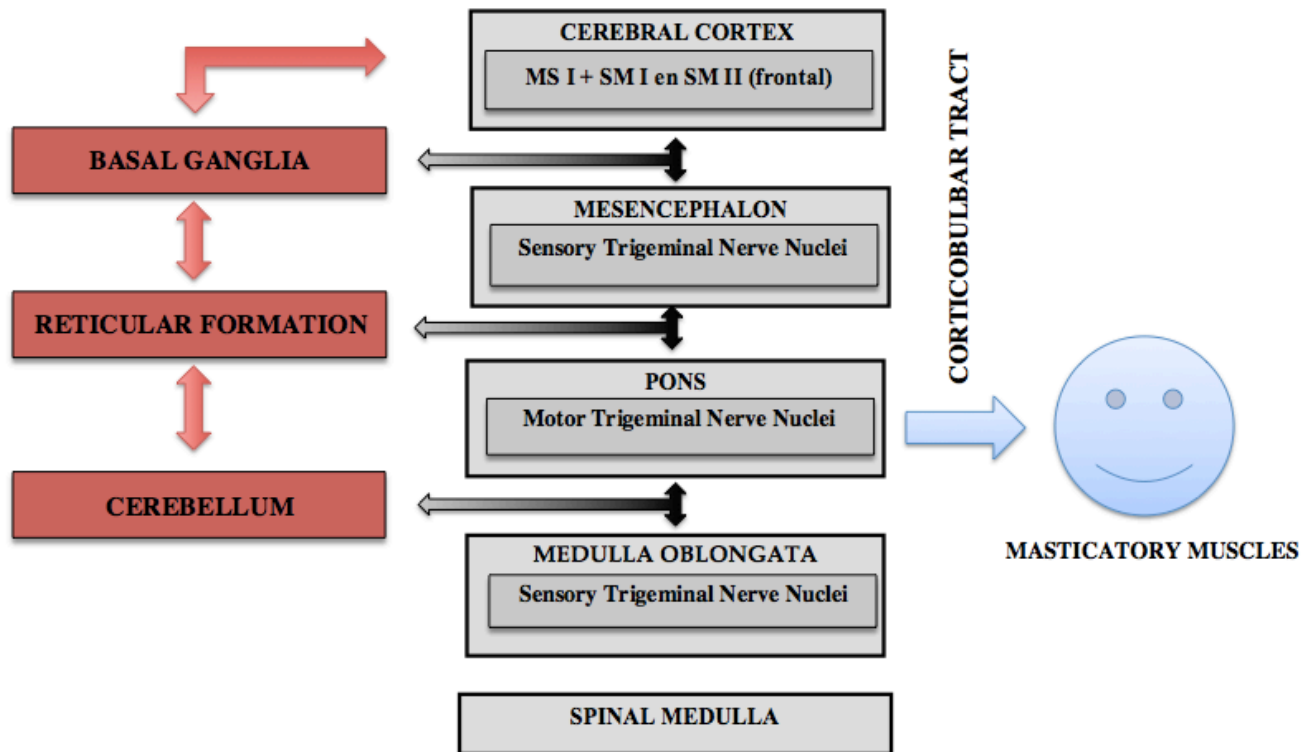 CEREBRAL CORTEX
MS I + SM I en SM II (frontal)
BASAL GANGLIA
MESENCEPHALON
Sensory Trigeminal Nerve Nuclei
RETICULAR FORMATION
PONS
Motor Trigeminal Nerve Nuclei
CEREBELLUM
MEDULLA OBLONGATA
Sensory Trigeminal Nerve Nuclei
SPINAL MEDULLA
CORTICOBULBAR TRACT
MASTICATORY MUSCLES